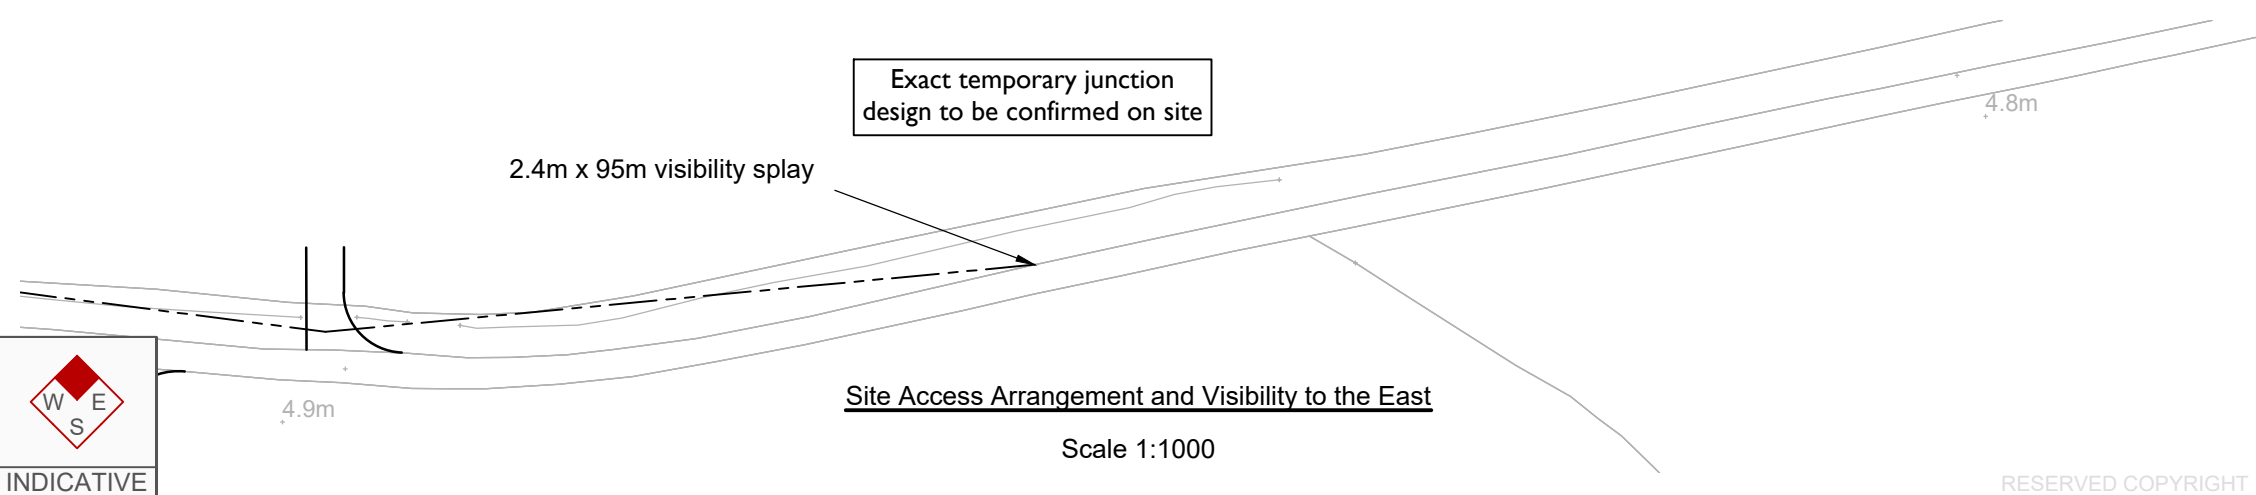 Exact temporary junction
design to be confirmed on site
4.8m
2.4m x 95m visibility splay
W E
S
INDICATIVE
4.9m
Site Access Arrangement and Visibility to the East
Scale 1:1000
RESERVED COPYRIGHT